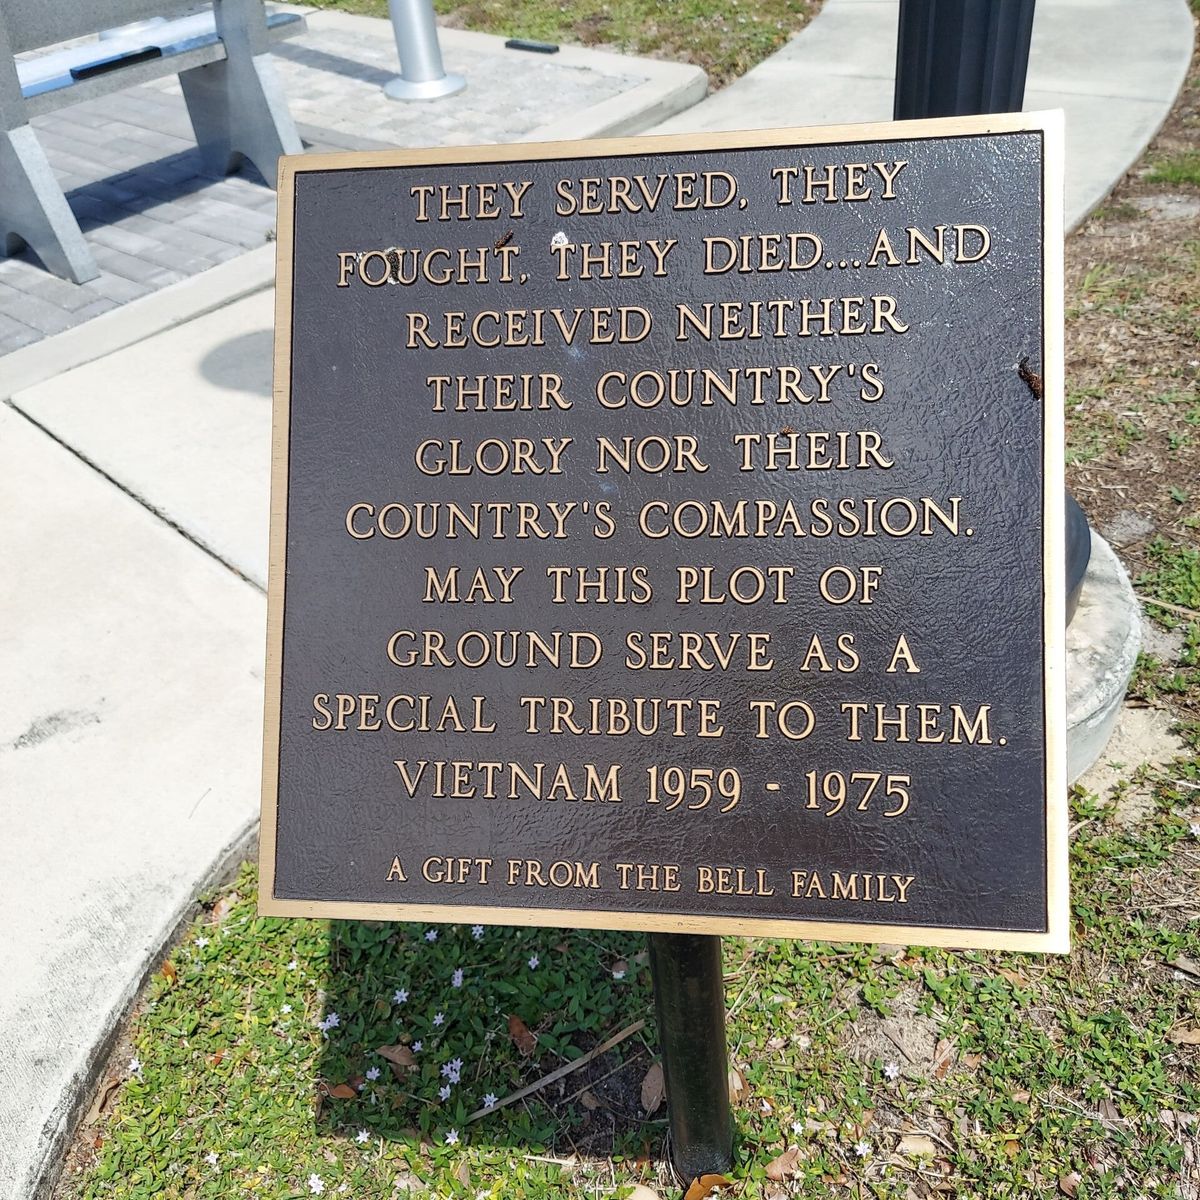 THEY SERVED, THEY
FOUGHT, THEY DIED...AND
RECEIVED NEITHER
THEIR COUNTRY'S
GLORY NOR THEIR
COUNTRY'S COMPASSION.
MAY THIS PLOT OF
GROUND SERVE AS A
SPECIAL TRIBUTE TO THEM.
VIETNAM 1959 - 1975
A GIFT FROM THE BELL FAMILY